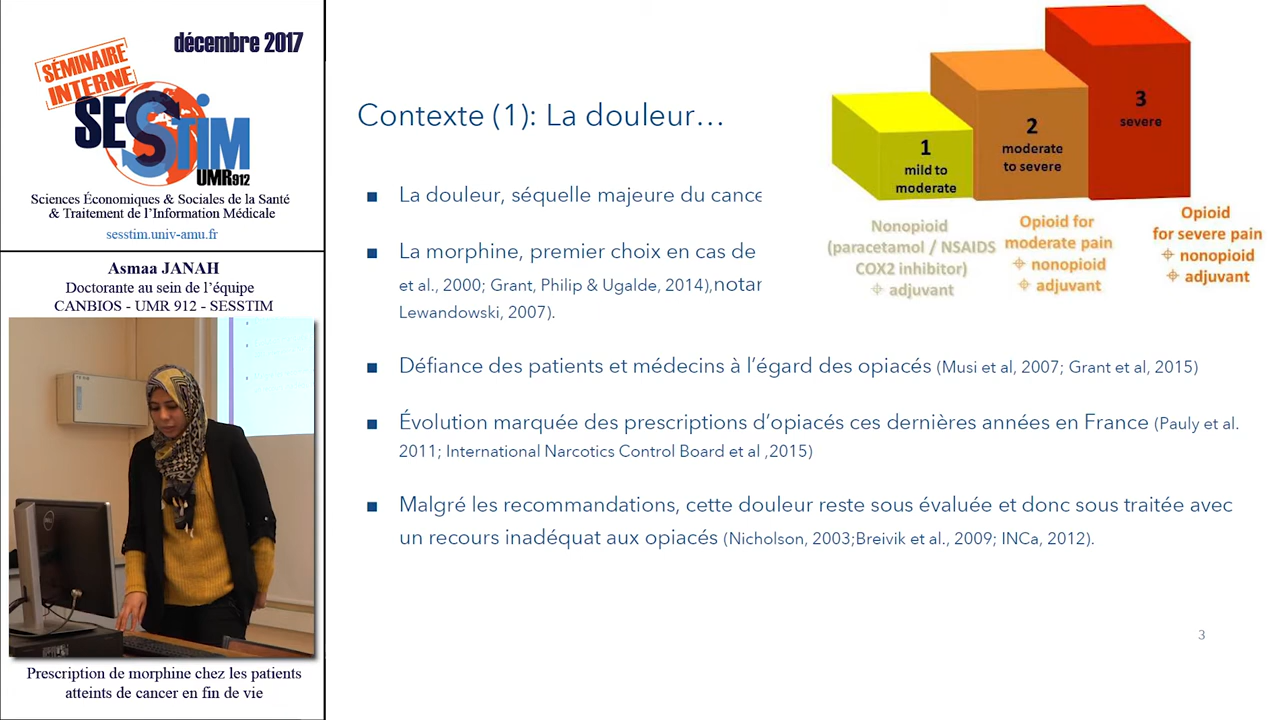 décembre 2017
SÉMINAIRE
INTERNE
SESSTIM
UMR912
Sciences Économiques & Sociales de la Santé
& Traitement de l'Information Médicale
sesstim.univ-amu.fr
Asmaa JANAH
Doctorante au sein de l'équipe
CANBIOS - UMR 912 - SESSTIM
DELL
Prescription de morphine chez les patients
atteints de cancer en fin de vie
Contexte (1): La douleur…
■ La douleur, séquelle majeure du cance
■ La morphine, premier choix en cas de
et al., 2000; Grant, Philip & Ugalde, 2014),notar
Lewandowski, 2007).
■ Défiance des patients et médecins à l'égard des opiacés (Musi et al, 2007; Grant et al, 2015)
■ Évolution marquée des prescriptions d'opiacés ces dernières années en France (Pauly et al.
2011; International Narcotics Control Board et al ,2015)
■ Malgré les recommandations, cette douleur reste sous évaluée et donc sous traitée avec
un recours inadéquat aux opiacés (Nicholson, 2003;Breivik et al., 2009; INCa, 2012).
1
mild to
moderate
2
moderate
to severe
3
severe
Nonopioid
(paracetamol / NSAIDS
COX2 inhibitor)
⌖ adjuvant
Opioid for
moderate pain
⌖ nonopioid
⌖ adjuvant
Opioid
for severe pain
⌖ nonopioid
⌖ adjuvant
3